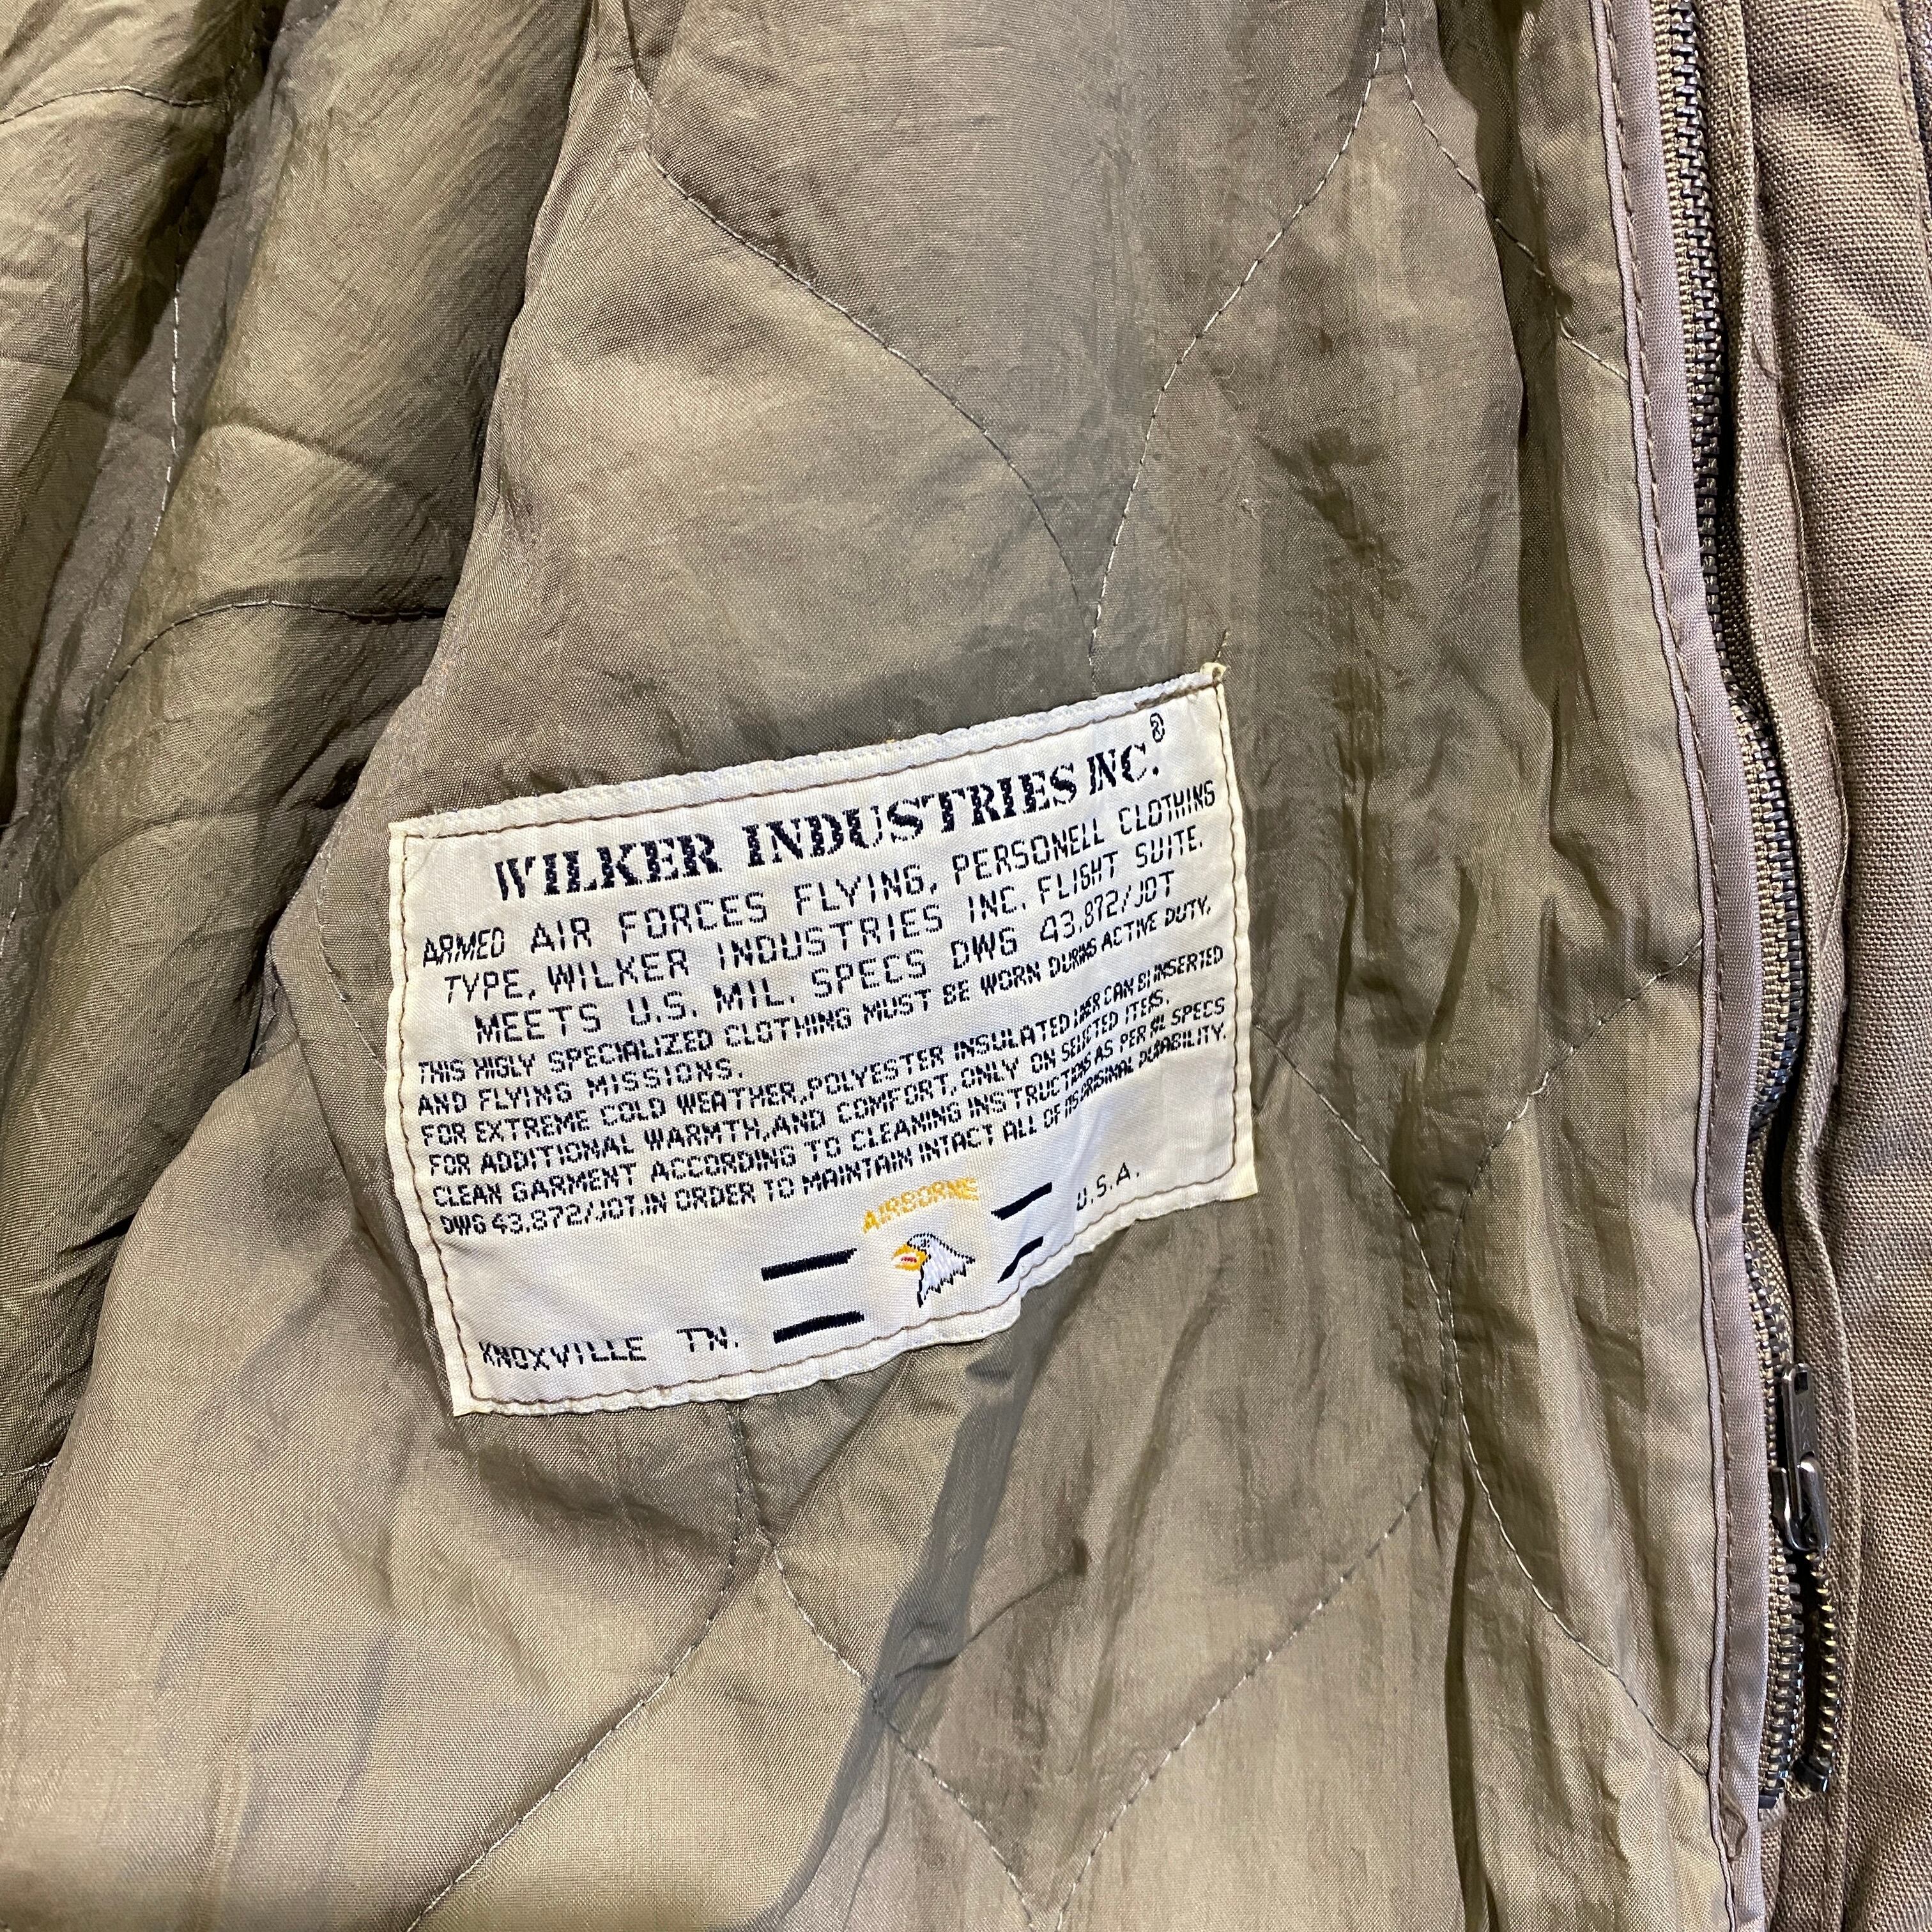 WILKER INDUSTRIES INC.®
ARMED AIR FORCES FLYING, PERSONELL CLOTHING
TYPE, WILKER INDUSTRIES INC. FLIGHT SUITE.
MEETS U.S. MIL. SPECS DWG 43.872/JOT
THIS HIGLY SPECIALIZED CLOTHING MUST BE WORN DURING ACTIVE DUTY,
AND FLYING MISSIONS.
FOR EXTREME COLD WEATHER, POLYESTER INSULATED LINER CAN BE INSERTED
FOR ADDITIONAL WARMTH, AND COMFORT, ONLY ON SELECTED ITEMS.
CLEAN GARMENT ACCORDING TO CLEANING INSTRUCTIONS AS PER MIL SPECS
DWG 43.872/JOT. IN ORDER TO MAINTAIN INTACT ALL OF ITS ORIGINAL DURABILITY.
AIRBORNE
KNOXVILLE TN. U.S.A.